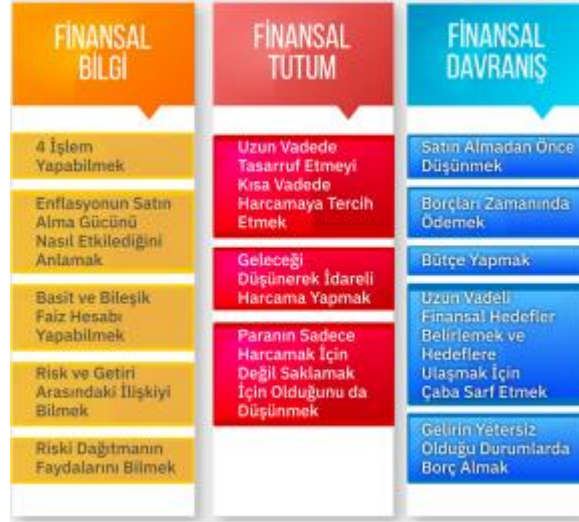 FİNANSAL
BİLGİ
4 İşlem
Yapabilmek
Enflasyonun Satın
Alma Gücünü
Nasıl Etkilediğini
Anlamak
Basit ve Bileşik
Faiz Hesabı
Yapabilmek
Risk ve Getiri
Arasındaki İlişkiyi
Bilmek
Riski Dağıtmanın
Faydalarını Bilmek
FİNANSAL
TUTUM
Uzun Vadede
Tasarruf Etmeyi
Kısa Vadede
Harcamaya Tercih
Etmek
Geleceği
Düşünerek İdareli
Harcama Yapmak
Paranın Sadece
Harcamak İçin
Değil Saklamak
İçin Olduğunu da
Düşünmek
FİNANSAL
DAVRANIŞ
Satın Almadan Önce
Düşünmek
Borçları Zamanında
Ödemek
Bütçe Yapmak
Uzun Vadeli
Finansal Hedefler
Belirlemek ve
Hedeflere
Ulaşmak İçin
Çaba Sarf Etmek
Gelirin Yetersiz
Olduğu Durumlarda
Borç Almak